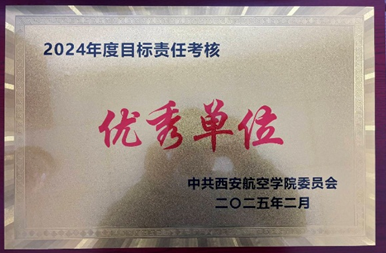 2024年度目标责任考核
优秀单位
中共西安航空学院委员会
二〇二五年二月